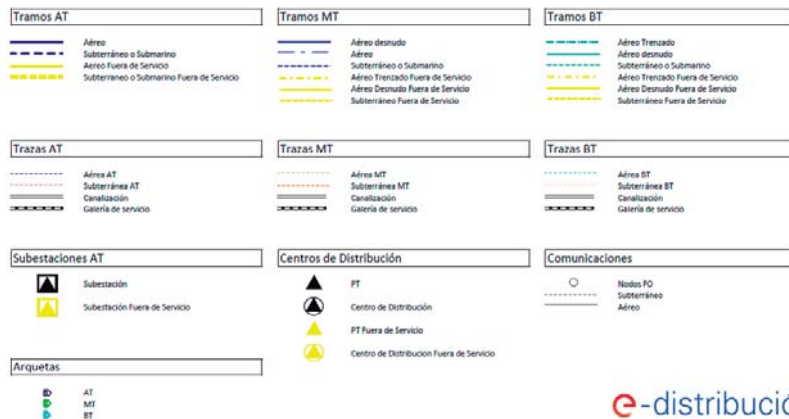 Tramos AT
Aéreo
Subterráneo o Submarino
Aereo Fuera de Servicio
Subterraneo o Submarino Fuera de Servicio
Tramos MT
Aéreo desnudo
Aéreo
Subterráneo o Submarino
Aéreo Trenzado Fuera de Servicio
Aéreo Desnudo Fuera de Servicio
Subterráneo Fuera de Servicio
Tramos BT
Aéreo Trenzado
Aéreo desnudo
Subterráneo o Submarino
Aéreo Trenzado Fuera de Servicio
Aéreo Desnudo Fuera de Servicio
Subterráneo Fuera de Servicio
Trazas AT
Aérea AT
Subterránea AT
Canalización
Galería de servicio
Trazas MT
Aérea MT
Subterránea MT
Canalización
Galería de servicio
Trazas BT
Aérea BT
Subterránea BT
Canalización
Galería de servicio
Subestaciones AT
Subestación
Subestación Fuera de Servicio
Centros de Distribución
PT
Centro de Distribución
PT Fuera de Servicio
Centro de Distribucion Fuera de Servicio
Comunicaciones
Nodos FO
Subterráneo
Aéreo
Arquetas
AT
MT
BT
e-distribució